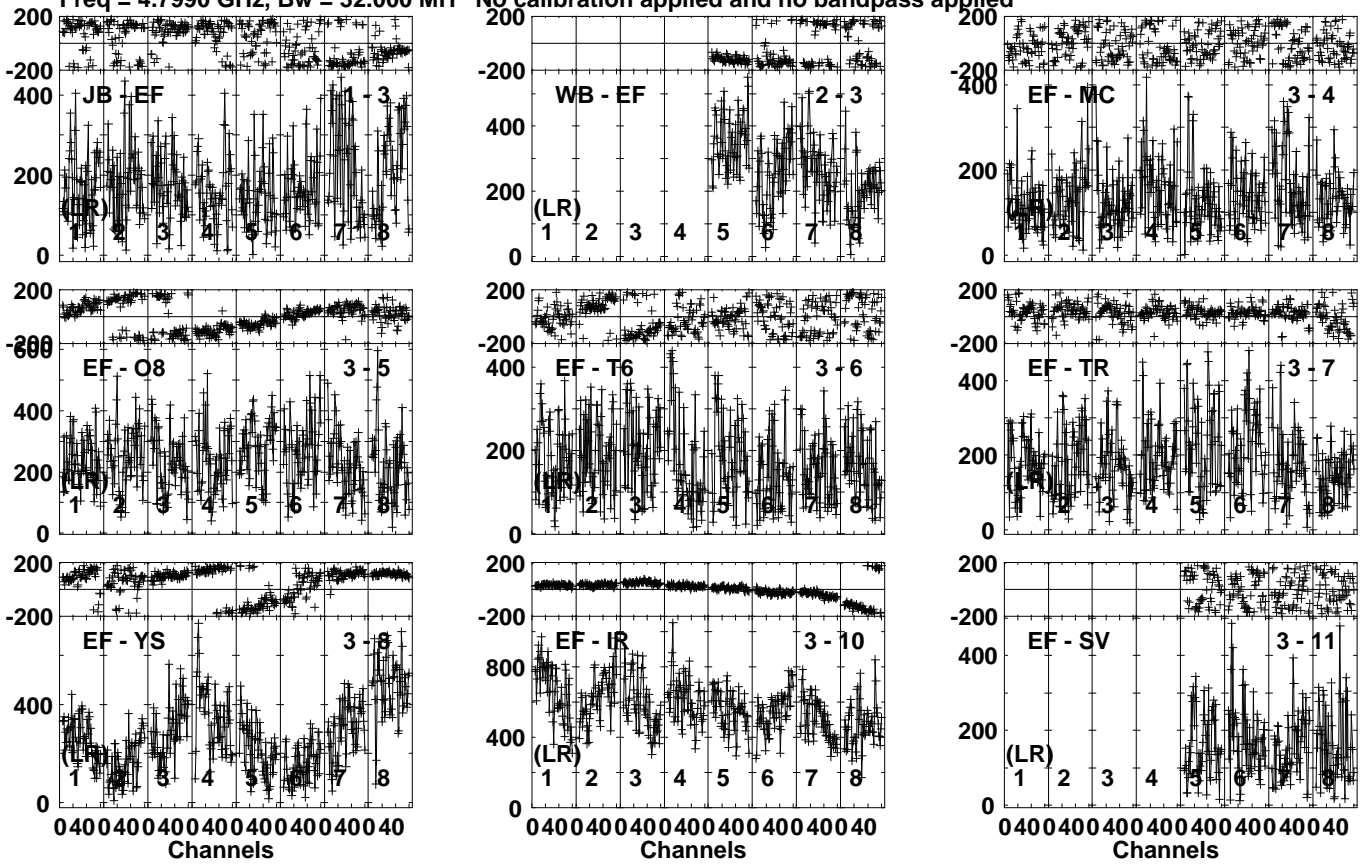 Freq = 4.7990 GHz, Bw = 32.000 MH No calibration applied and no bandpass applied
200 200 200
-200 -200 -200
JB - EF 1 - 3 WB - EF 2 - 3 EF - MC 3 - 4
400 400 400
200 200 200
(LR) (LR) (LR)
1 2 3 4 5 6 7 8 1 2 3 4 5 6 7 8 1 2 3 4 5 6 7 8
0 0 0
200 200 200
-200 -200 -200
600
EF - O8 3 - 5 EF - T6 3 - 6 EF - TR 3 - 7
400 400 400
200 200 200
(LR) (LR) (LR)
1 2 3 4 5 6 7 8 1 2 3 4 5 6 7 8 1 2 3 4 5 6 7 8
0 0 0
200 200 200
-200 -200 -200
EF - YS 3 - 8 EF - IR 3 - 10 EF - SV 3 - 11
800 400
400 400 200
(LR) (LR) (LR)
1 2 3 4 5 6 7 8 1 2 3 4 5 6 7 8 1 2 3 4 5 6 7 8
0 0 0
0 40 0 40 0 40 0 40 0 40 0 40 0 40 40 0 40 0 40 0 40 0 40 0 40 0 40 0 40 40 0 40 0 40 0 40 0 40 0 40 0 40 0 40 40
Channels Channels Channels